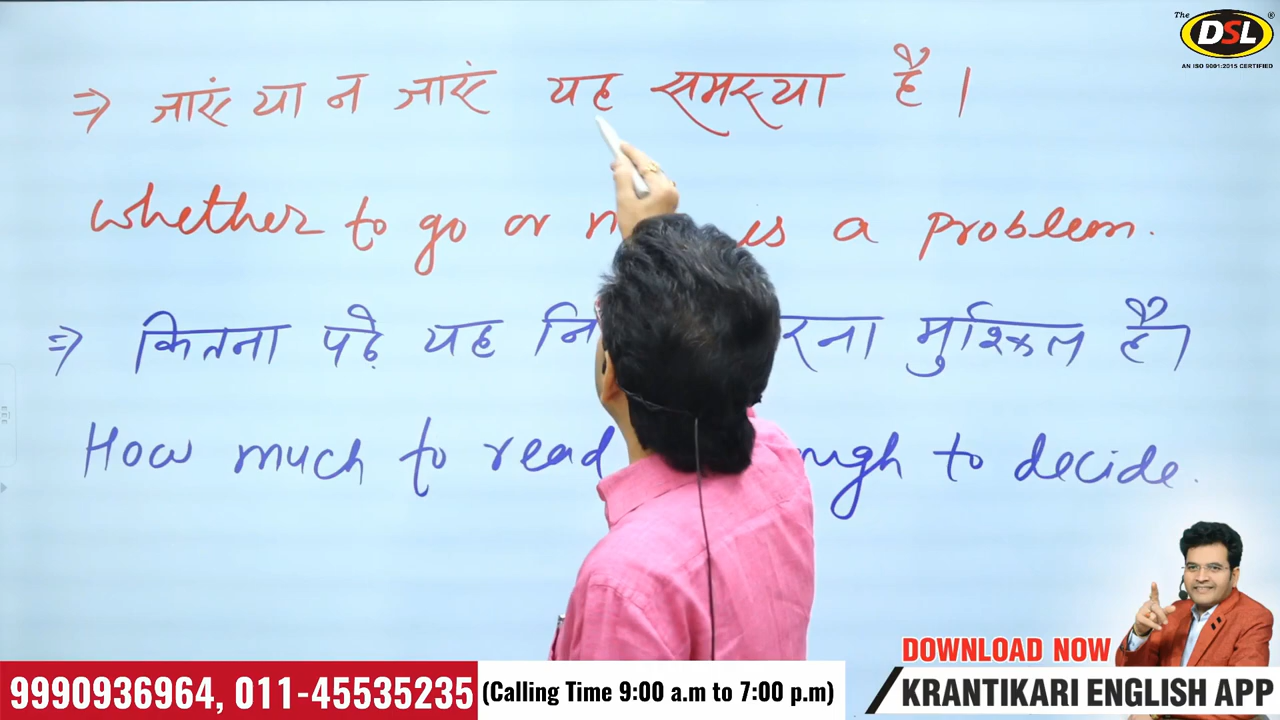 The DSL ®
AN ISO 9001:2015 CERTIFIED
⇒ जाएं या न जाएं यह समस्या है।
whether to go or is a problem.
⇒ कितना पढ़ें यह मुश्किल है।
How much to read to decide.
DOWNLOAD NOW
9990936964, 011-45535235 (Calling Time 9:00 a.m to 7:00 p.m) KRANTIKARI ENGLISH APP